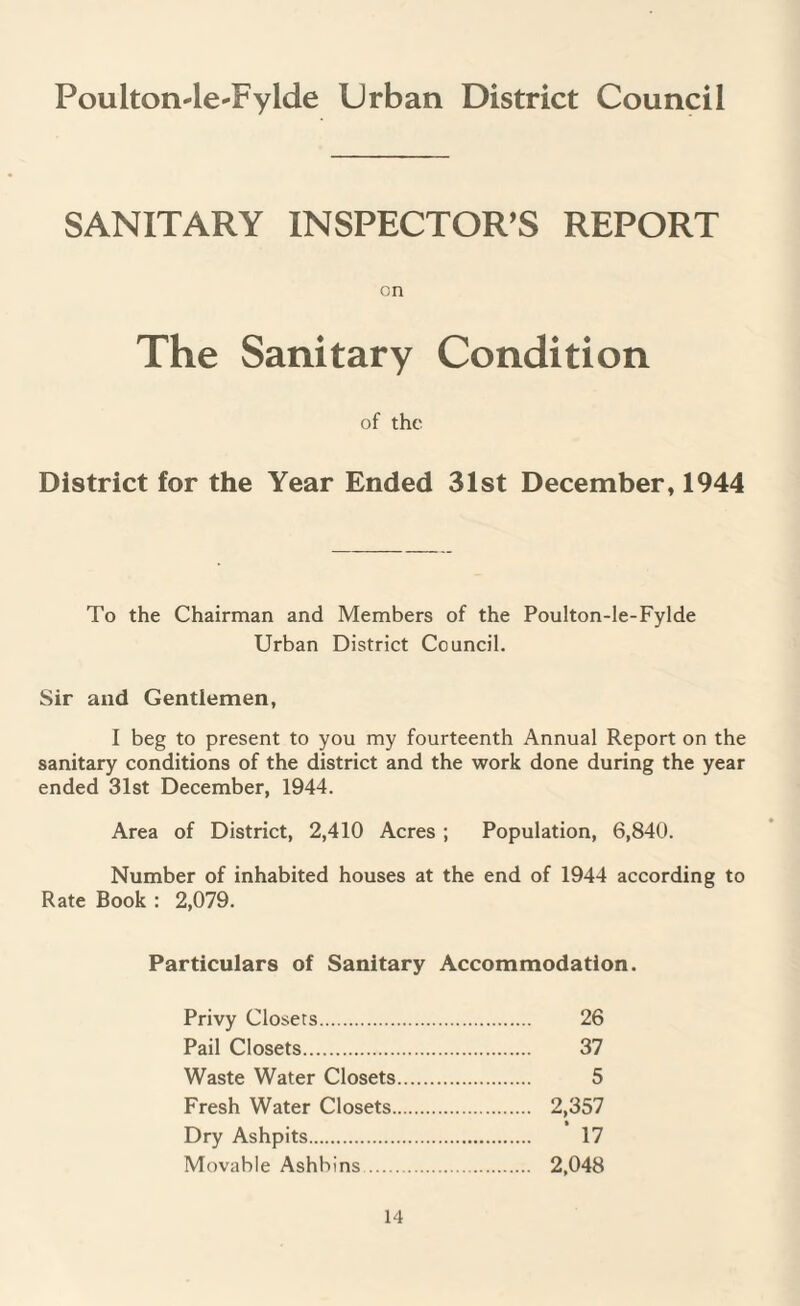 Poulton-le-Fylde Urban District Council
SANITARY INSPECTOR'S REPORT
on
The Sanitary Condition
of the
District for the Year Ended 31st December, 1944
To the Chairman and Members of the Poulton-le-Fylde
Urban District Council.
Sir and Gentlemen,
I beg to present to you my fourteenth Annual Report on the
sanitary conditions of the district and the work done during the year
ended 31st December, 1944.
Area of District, 2,410 Acres ; Population, 6,840.
Number of inhabited houses at the end of 1944 according to
Rate Book : 2,079.
Particulars of Sanitary Accommodation.
Privy Closets........................................ 26
Pail Closets........................................ 37
Waste Water Closets........................ 5
Fresh Water Closets........................ 2,357
Dry Ashpits........................................ 17
Movable Ashbins ............................ 2,048
14